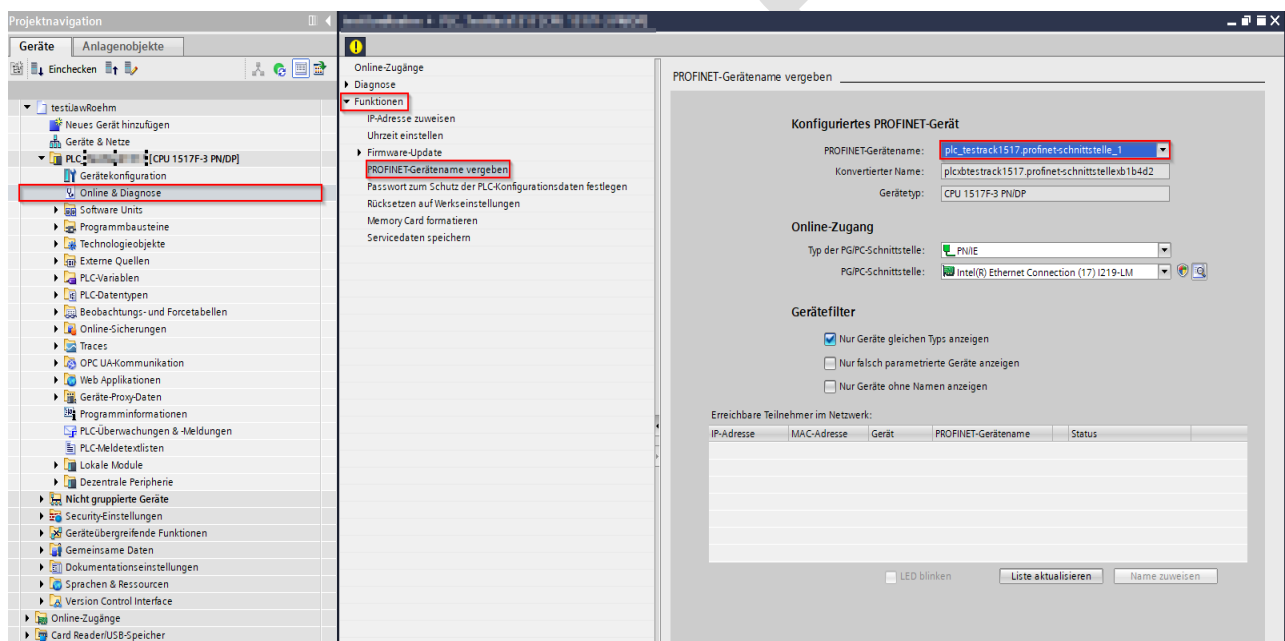 Projektnavigation
Geräte
Anlagenobjekte
Einchecken
testiJawRoehm
Neues Gerät hinzufügen
Geräte & Netze
PLC_ [CPU 1517F-3 PN/DP]
Gerätekonfiguration
Online & Diagnose
Software Units
Programmbausteine
Technologieobjekte
Externe Quellen
PLC-Variablen
PLC-Datentypen
Beobachtungs- und Forcetabellen
Online-Sicherungen
Traces
OPC UA-Kommunikation
Web Applikationen
Geräte-Proxy-Daten
Programminformationen
PLC-Überwachungen & -Meldungen
PLC-Meldetextlisten
Lokale Module
Dezentrale Peripherie
Nicht gruppierte Geräte
Security-Einstellungen
Geräteübergreifende Funktionen
Gemeinsame Daten
Dokumentationseinstellungen
Sprachen & Ressourcen
Version Control Interface
Online-Zugänge
Card Reader/USB-Speicher
Online-Zugänge
Diagnose
Funktionen
IP-Adresse zuweisen
Uhrzeit einstellen
Firmware-Update
PROFINET-Gerätename vergeben
Passwort zum Schutz der PLC-Konfigurationsdaten festlegen
Rücksetzen auf Werkseinstellungen
Memory Card formatieren
Servicedaten speichern
PROFINET-Gerätename vergeben
Konfiguriertes PROFINET-Gerät
PROFINET-Gerätename: plc_testrack1517.profinet-schnittstelle_1
Konvertierter Name: plcxbtestrack1517.profinet-schnittstellexb1b4d2
Gerätetyp: CPU 1517F-3 PN/DP
Online-Zugang
Typ der PG/PC-Schnittstelle: PN/IE
PG/PC-Schnittstelle: Intel(R) Ethernet Connection (17) I219-LM
Gerätefilter
Nur Geräte gleichen Typs anzeigen
Nur falsch parametrierte Geräte anzeigen
Nur Geräte ohne Namen anzeigen
Erreichbare Teilnehmer im Netzwerk:
IP-Adresse MAC-Adresse Gerät PROFINET-Gerätename Status
LED blinken Liste aktualisieren Name zuweisen